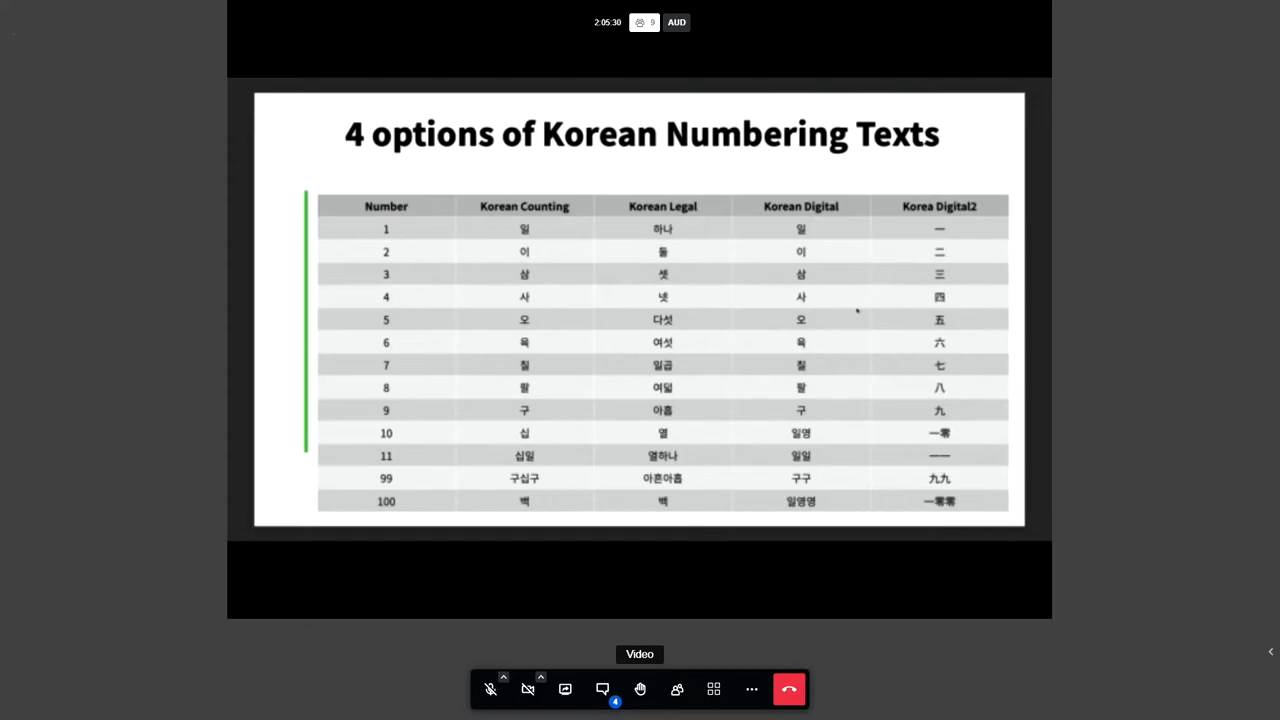 2:05:30 9 AUD
4 options of Korean Numbering Texts
Number Korean Counting Korean Legal Korean Digital Korea Digital2
1 일 하나 일 一
2 이 둘 이 二
3 삼 셋 삼 三
4 사 넷 사 四
5 오 다섯 오 五
6 육 여섯 육 六
7 칠 일곱 칠 七
8 팔 여덟 팔 八
9 구 아홉 구 九
10 십 열 일영 一零
11 십일 열하나 일일 一一
99 구십구 아흔아홉 구구 九九
100 백 백 일영영 一零零
Video
4